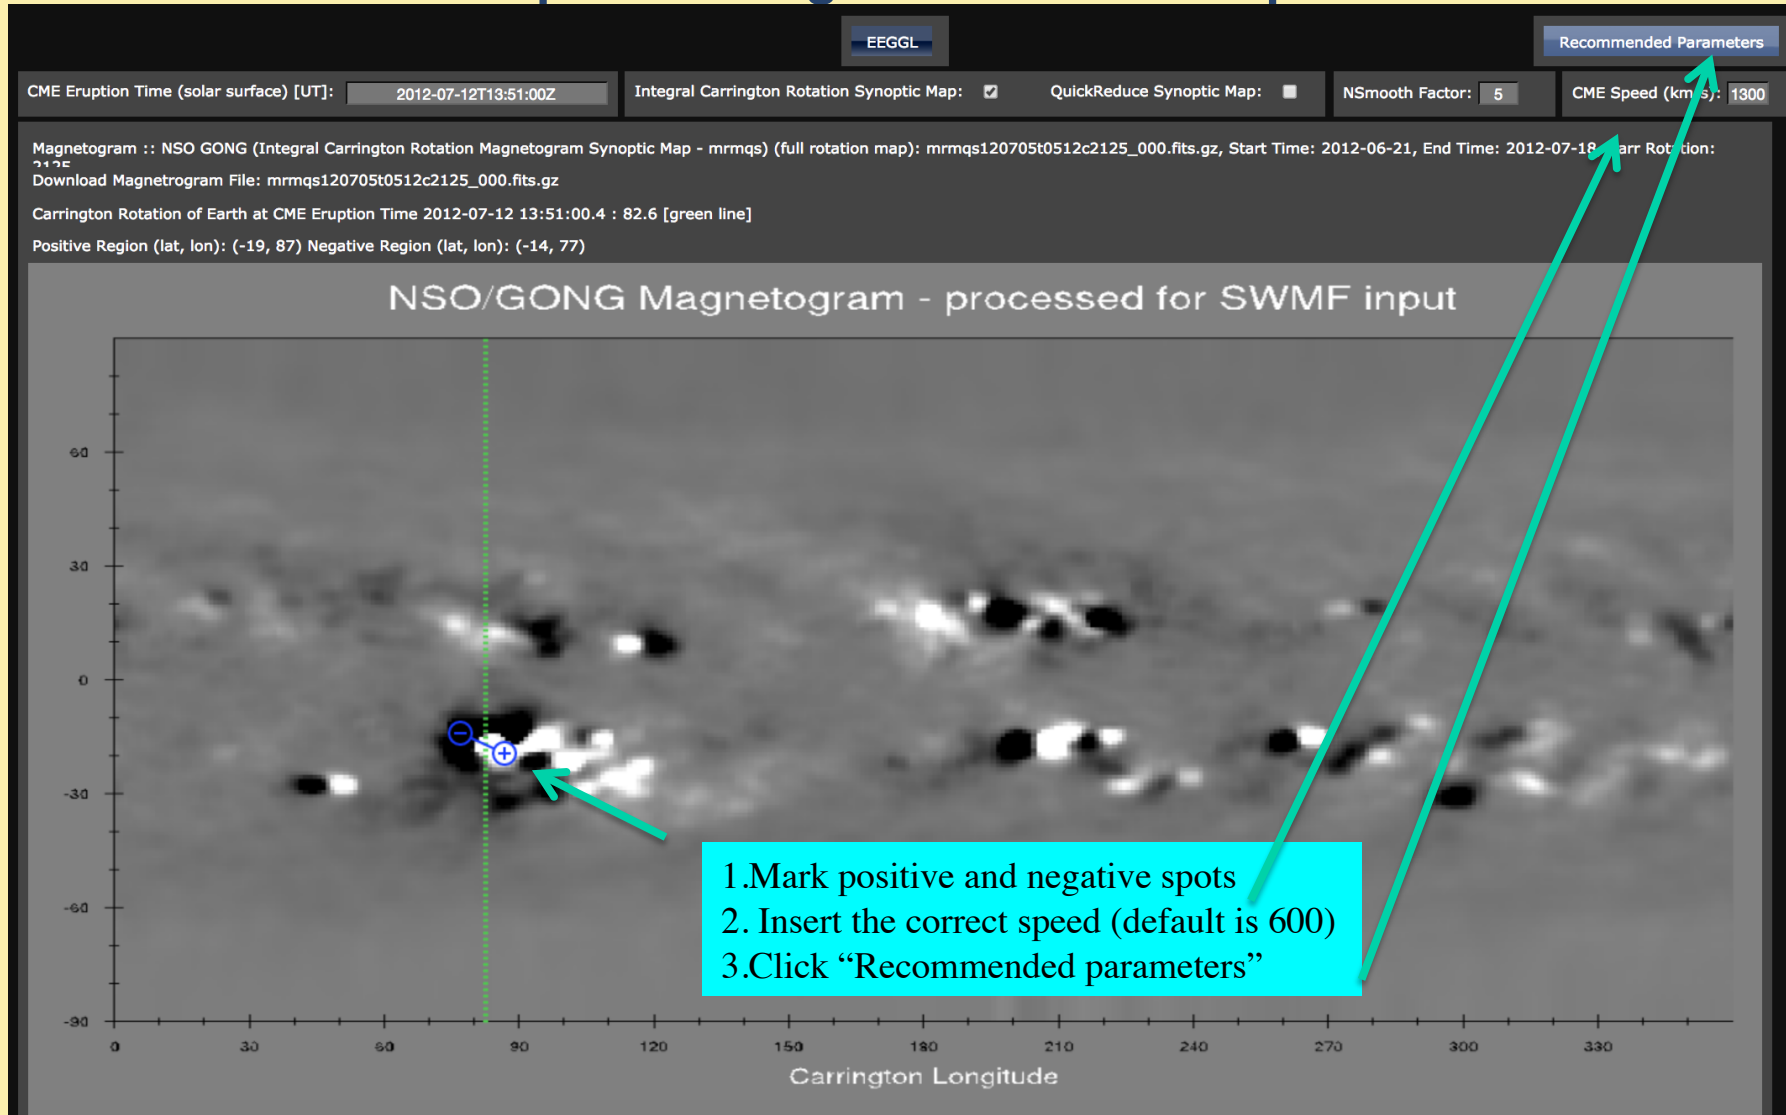 EEGGL
Recommended Parameters
CME Eruption Time (solar surface) [UT]: 2012-07-12T13:51:00Z Integral Carrington Rotation Synoptic Map: QuickReduce Synoptic Map: NSmooth Factor: 5 CME Speed (km/s): 1300
Magnetogram :: NSO GONG (Integral Carrington Rotation Magnetogram Synoptic Map - mrmqs) (full rotation map): mrmqs120705t0512c2125_000.fits.gz, Start Time: 2012-06-21, End Time: 2012-07-18, Carr Rotation:
2125
Download Magnetrogram File: mrmqs120705t0512c2125_000.fits.gz
Carrington Rotation of Earth at CME Eruption Time 2012-07-12 13:51:00.4 : 82.6 [green line]
Positive Region (lat, lon): (-19, 87) Negative Region (lat, lon): (-14, 77)
NSO/GONG Magnetogram - processed for SWMF input
60
30
0
-30
-60
-90
1.Mark positive and negative spots
2. Insert the correct speed (default is 600)
3.Click “Recommended parameters”
0 30 60 90 120 150 180 210 240 270 300 330
Carrington Longitude